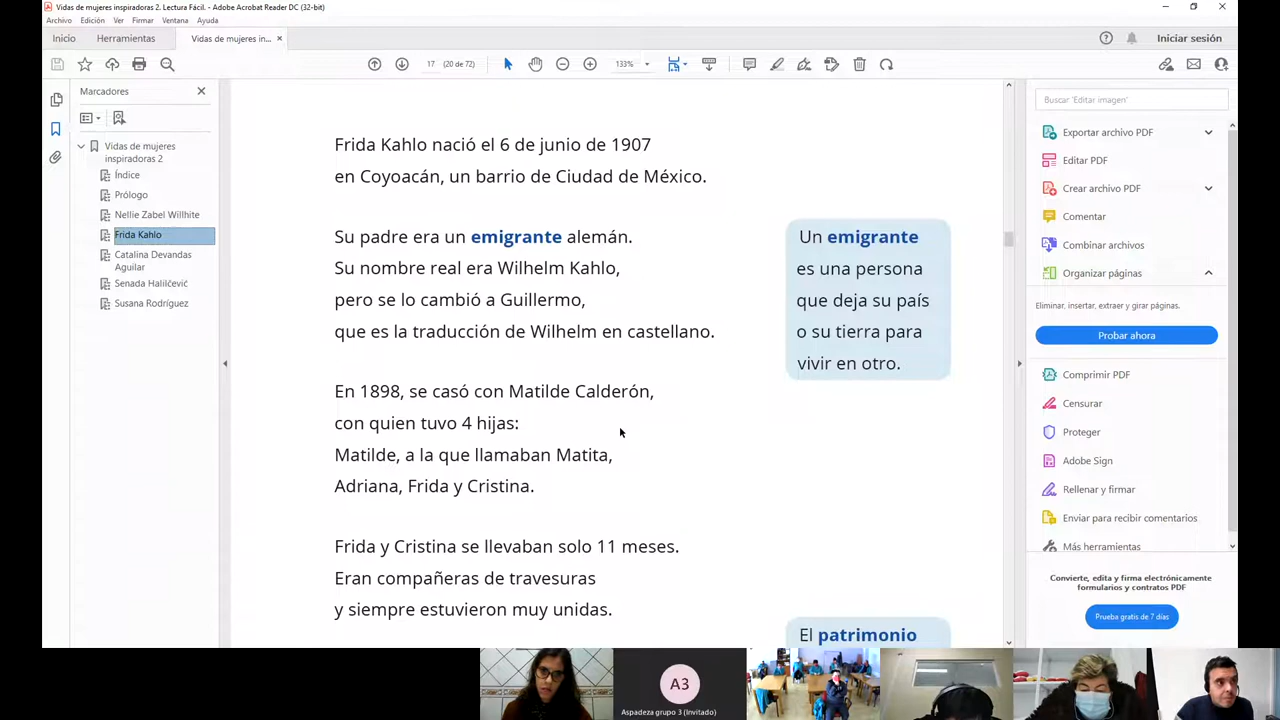 Vidas de mujeres inspiradoras 2. Lectura Fácil. - Adobe Acrobat Reader DC (32-bit)
Archivo Edición Ver Firmar Ventana Ayuda
Inicio Herramientas Vidas de mujeres in... × Iniciar sesión
17 (20 de 72) 133%
Marcadores
Vidas de mujeres
inspiradoras 2
Índice
Prólogo
Nellie Zabel Willhite
Frida Kahlo
Catalina Devandas
Aguilar
Senada Halilčević
Susana Rodríguez
Frida Kahlo nació el 6 de junio de 1907
en Coyoacán, un barrio de Ciudad de México.
Su padre era un emigrante alemán.
Su nombre real era Wilhelm Kahlo,
pero se lo cambió a Guillermo,
que es la traducción de Wilhelm en castellano.
En 1898, se casó con Matilde Calderón,
con quien tuvo 4 hijas:
Matilde, a la que llamaban Matita,
Adriana, Frida y Cristina.
Frida y Cristina se llevaban solo 11 meses.
Eran compañeras de travesuras
y siempre estuvieron muy unidas.
Un emigrante
es una persona
que deja su país
o su tierra para
vivir en otro.
El patrimonio
Buscar 'Editar imagen'
Exportar archivo PDF
Editar PDF
Crear archivo PDF
Comentar
Combinar archivos
Organizar páginas
Eliminar, insertar, extraer y girar páginas.
Probar ahora
Comprimir PDF
Censurar
Proteger
Adobe Sign
Rellenar y firmar
Enviar para recibir comentarios
Más herramientas
Convierte, edita y firma electrónicamente
formularios y contratos PDF
Prueba gratis de 7 días
A3
Aspadeza grupo 3 (Invitado)